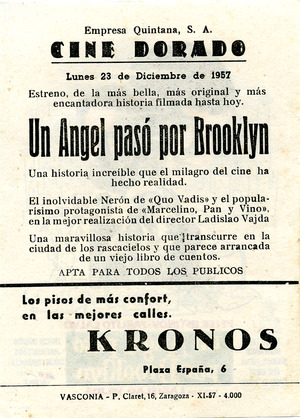 Empresa Quintana, S. A.
CINE DORADO
Lunes 23 de Diciembre de 1957
Estreno, de la más bella, más original y más
encantadora historia filmada hasta hoy.
Un Angel pasó por Brooklyn
Una historia increíble que el milagro del cine ha
hecho realidad.
El inolvidable Nerón de «Quo Vadis» y el popula-
rísimo protagonista de «Marcelino, Pan y Vino»,
en la mejor realización del director Ladislao Vajda
Una maravillosa historia que transcurre en la
ciudad de los rascacielos y que parece arrancada
de un viejo libro de cuentos.
APTA PARA TODOS LOS PUBLICOS
Los pisos de más confort,
en las mejores calles.
KRONOS
Plaza España, 6
VASCONIA - P. Claret, 16, Zaragoza - XI-57 - 4.000